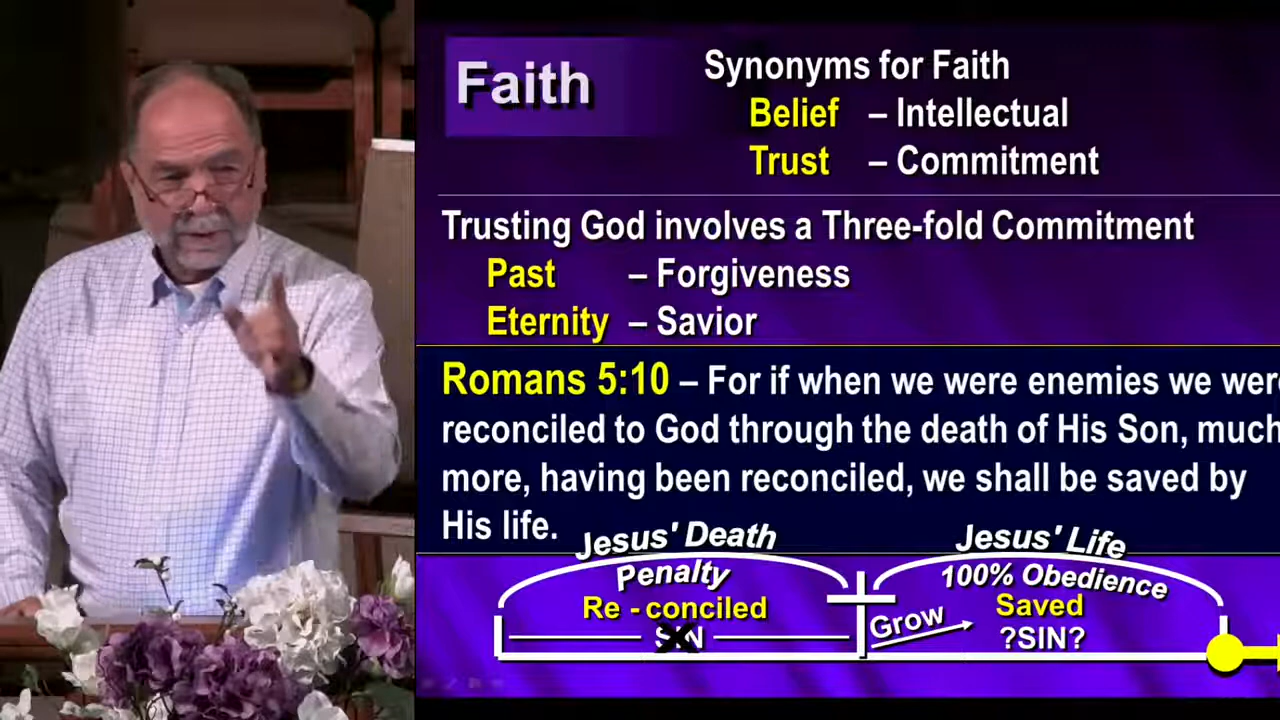 Faith
Synonyms for Faith
Belief – Intellectual
Trust – Commitment
Trusting God involves a Three-fold Commitment
Past – Forgiveness
Eternity – Savior
Romans 5:10 – For if when we were enemies we were
reconciled to God through the death of His Son, much
more, having been reconciled, we shall be saved by
His life.
Jesus' Death
Jesus' Life
Penalty
100% Obedience
Re - conciled
Saved
Grow
SIN
?SIN?